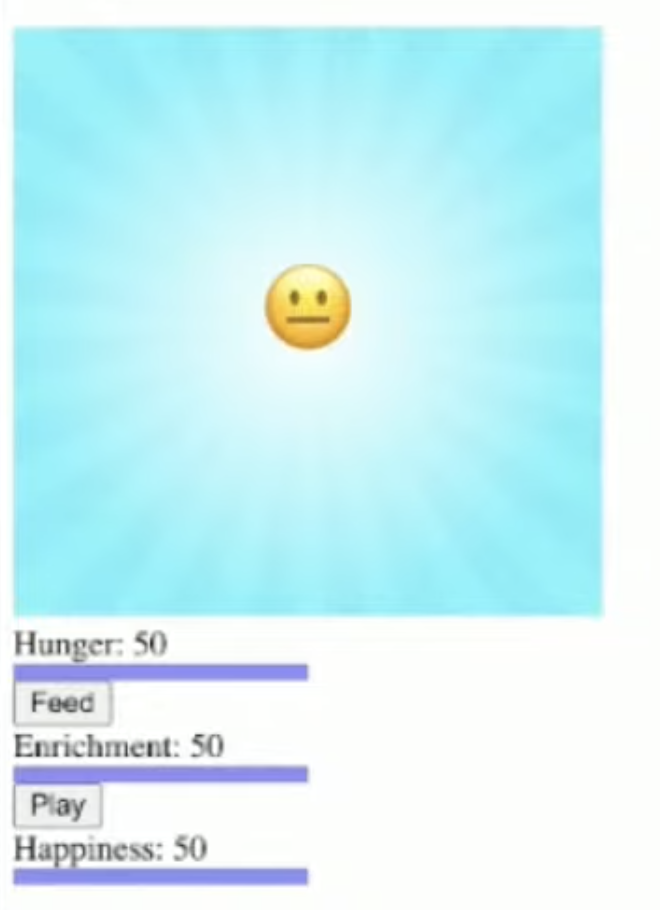 Hunger: 50
Feed
Enrichment: 50
Play
Happiness: 50